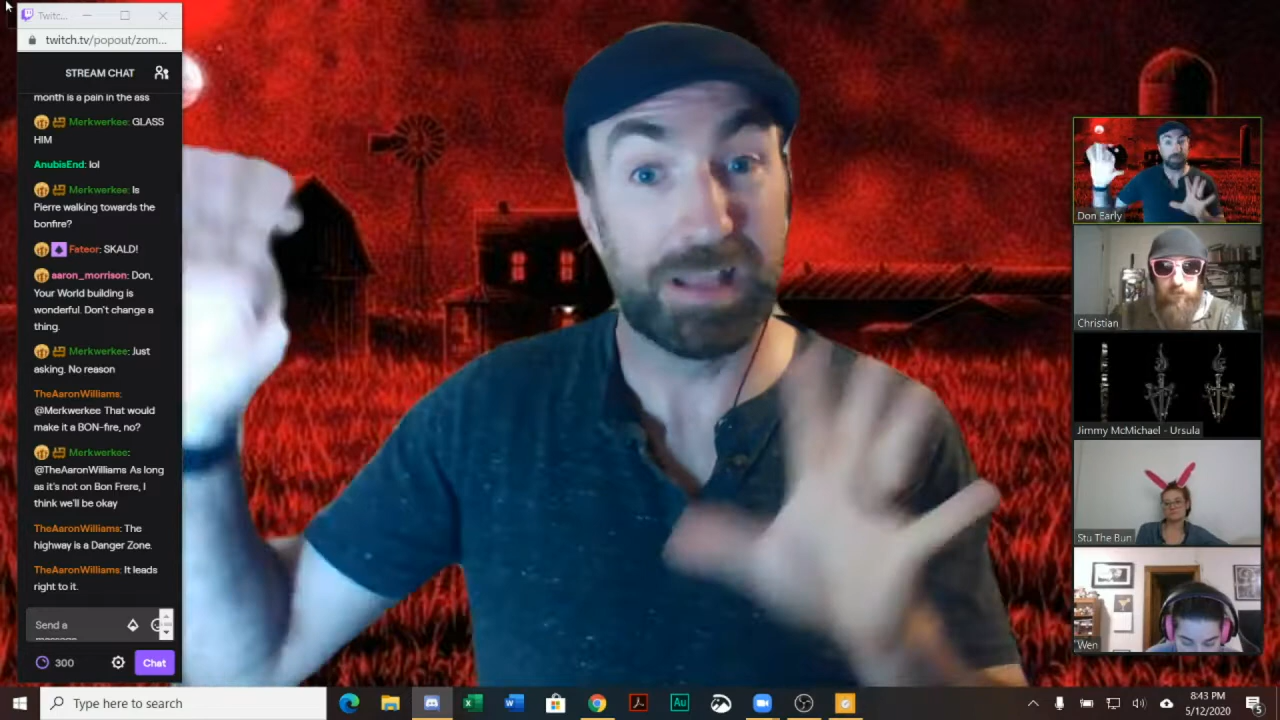 Twitc...
twitch.tv/popout/zom...
STREAM CHAT
month is a pain in the ass
Merkwerkee: GLASS
HIM
AnubisEnd: lol
Merkwerkee: Is
Pierre walking towards the
bonfire?
Fateor: SKALD!
aaron_morrison: Don,
Your World building is
wonderful. Don't change a
thing.
Merkwerkee: Just
asking. No reason
TheAaronWilliams:
@Merkwerkee That would
make it a BON-fire, no?
Merkwerkee:
@TheAaronWilliams As long
as it's not on Bon Frere, I
think we'll be okay
TheAaronWilliams: The
highway is a Danger Zone.
TheAaronWilliams: It leads
right to it.
Send a
300
Chat
Don Early
Christian
Jimmy McMichael - Ursula
Stu The Bun
Wen
Type here to search
Au
8:43 PM
5/12/2020
5